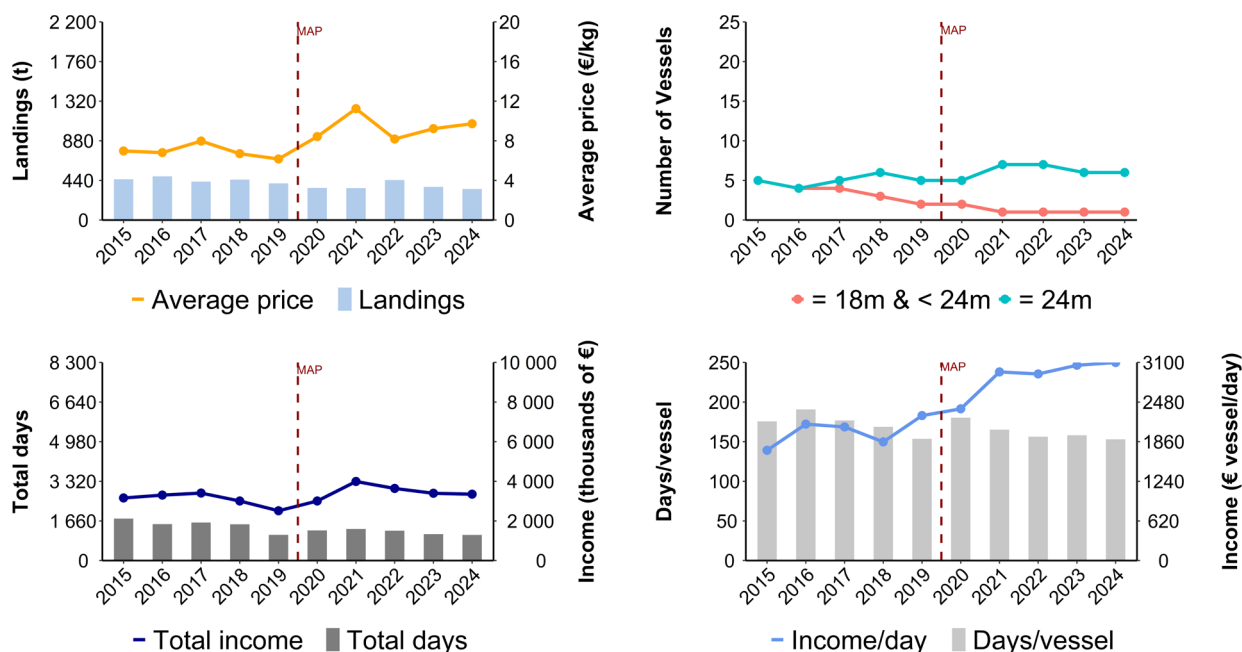 Landings (t)
2 200
1760
1320
880
440
0
MAP
20
16
12
8
4
0
Average price (€/kg)
2015 2016 2017 2018 2019 2020 2021 2022 2023 2024
Average price Landings
Number of Vessels
25
20
15
10
5
0
MAP
2015 2016 2017 2018 2019 2020 2021 2022 2023 2024
= 18m & < 24m = 24m
Total days
8 300
6 640
4 980
3 320
1 660
0
MAP
10 000
8 000
6 000
4 000
2 000
0
Income (thousands of €)
2015 2016 2017 2018 2019 2020 2021 2022 2023 2024
Total income Total days
Days/vessel
250
200
150
100
50
0
MAP
3100
2480
1860
1240
620
0
Income (€ vessel/day)
2015 2016 2017 2018 2019 2020 2021 2022 2023 2024
Income/day Days/vessel